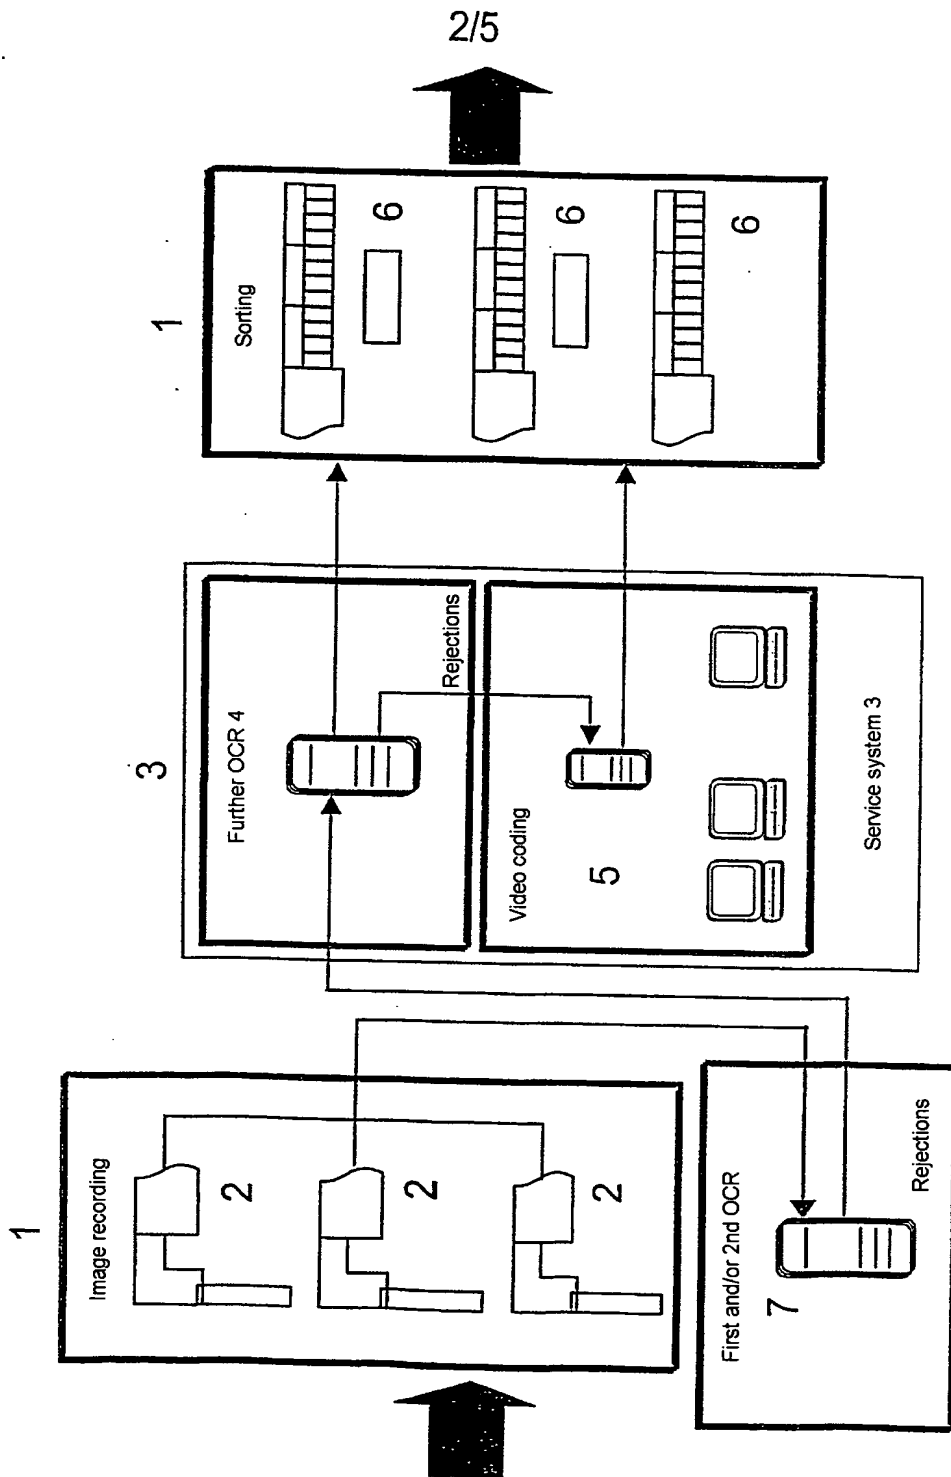 2/5
1
Image recording
2
2
2
First and/or 2nd OCR
7
Rejections
3
Further OCR 4
Rejections
Video coding
5
Service system 3
1
Sorting
6
6
6